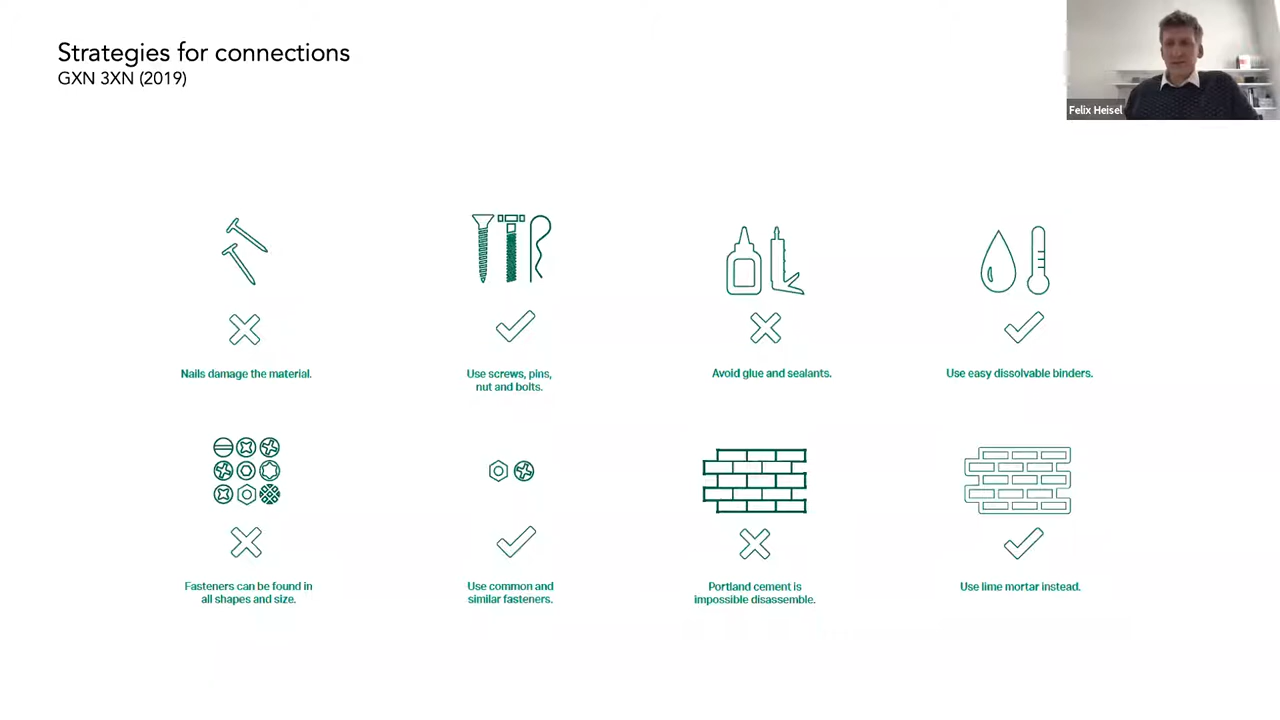 Strategies for connections
GXN 3XN (2019)
Felix Heisel
Nails damage the material.
Use screws, pins,
nut and bolts.
Avoid glue and sealants.
Use easy dissolvable binders.
Fasteners can be found in
all shapes and size.
Use common and
similar fasteners.
Portland cement is
impossible disassemble.
Use lime mortar instead.